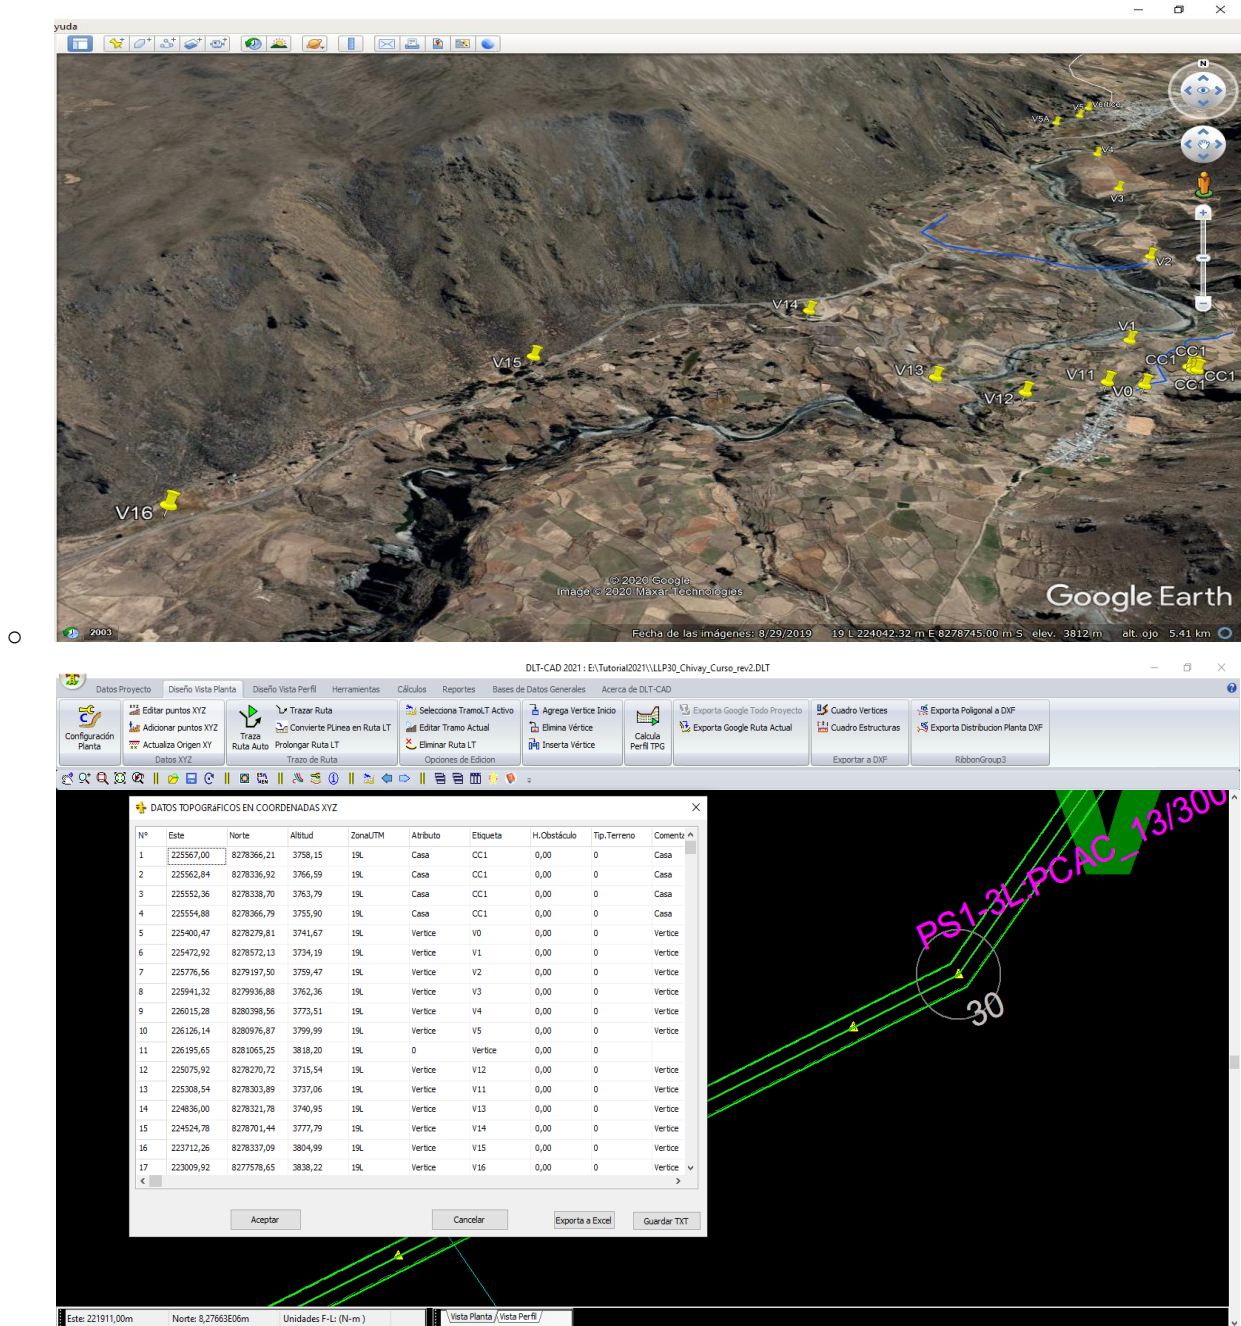 yuda
N
V5 Vertice
V5A
V4
V3
V2
V14
V1
V15
CC1
CC1
V13
V11
CC1
CC1
V12
V0
V16
© 2020 Google
Image © 2020 Maxar Technologies
Google Earth
2003
Fecha de las imágenes: 8/29/2019 19 L 224042.32 m E 8278745.00 m S elev. 3812 m alt. ojo 5.41 km
DLT-CAD 2021 : E:\Tutorial2021\\LLP30_Chivay_Curso_rev2.DLT
Datos Proyecto Diseño Vista Planta Diseño Vista Perfil Herramientas Cálculos Reportes Bases de Datos Generales Acerca de DLT-CAD
Configuración Planta
Editar puntos XYZ
Adicionar puntos XYZ
Actualiza Origen XY
Datos XYZ
Traza Ruta Auto
Trazar Ruta
Convierte PLinea en Ruta LT
Prolongar Ruta LT
Trazo de Ruta
Selecciona TramoLT Activo
Editar Tramo Actual
Eliminar Ruta LT
Agrega Vertice Inicio
Elimina Vértice
Inserta Vértice
Opciones de Edicion
Calcula Perfil TPG
Exporta Google Todo Proyecto
Exporta Google Ruta Actual
Cuadro Vertices
Cuadro Estructuras
Exportar a DXF
Exporta Poligonal a DXF
Exporta Distribucion Planta DXF
RibbonGroup3
DATOS TOPOGRáFICOS EN COORDENADAS XYZ
N° Este Norte Altitud ZonaUTM Atributo Etiqueta H.Obstáculo Tip.Terreno Comenta
1 225567,00 8278366,21 3758,15 19L Casa CC1 0,00 0 Casa
2 225562,84 8278336,92 3766,59 19L Casa CC1 0,00 0 Casa
3 225552,36 8278338,70 3763,79 19L Casa CC1 0,00 0 Casa
4 225554,88 8278366,79 3755,90 19L Casa CC1 0,00 0 Casa
5 225400,47 8278279,81 3741,67 19L Vertice V0 0,00 0 Vertice
6 225472,92 8278572,13 3734,19 19L Vertice V1 0,00 0 Vertice
7 225776,56 8279197,50 3759,47 19L Vertice V2 0,00 0 Vertice
8 225941,32 8279936,88 3762,36 19L Vertice V3 0,00 0 Vertice
9 226015,28 8280398,56 3773,51 19L Vertice V4 0,00 0 Vertice
10 226126,14 8280976,87 3799,99 19L Vertice V5 0,00 0 Vertice
11 226195,65 8281065,25 3818,20 19L 0 Vertice 0,00 0
12 225075,92 8278270,72 3715,54 19L Vertice V12 0,00 0 Vertice
13 225308,54 8278303,89 3737,06 19L Vertice V11 0,00 0 Vertice
14 224836,00 8278321,78 3740,95 19L Vertice V13 0,00 0 Vertice
15 224524,78 8278701,44 3777,79 19L Vertice V14 0,00 0 Vertice
16 223712,26 8278337,09 3804,99 19L Vertice V15 0,00 0 Vertice
17 223009,92 8277578,65 3838,22 19L Vertice V16 0,00 0 Vertice
Aceptar Cancelar Exporta a Excel Guardar TXT
PS1-3L:PCAC_13/300
V
30
Este: 221911,00m Norte: 8,27663E06m Unidades F-L: (N-m ) Vista Planta Vista Perfil